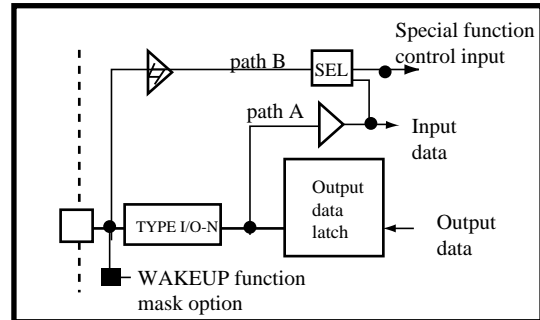 Special function
control input
path B
SEL
path A
Input
data
Output
data
latch
TYPE I/O-N
Output
data
WAKEUP function
mask option